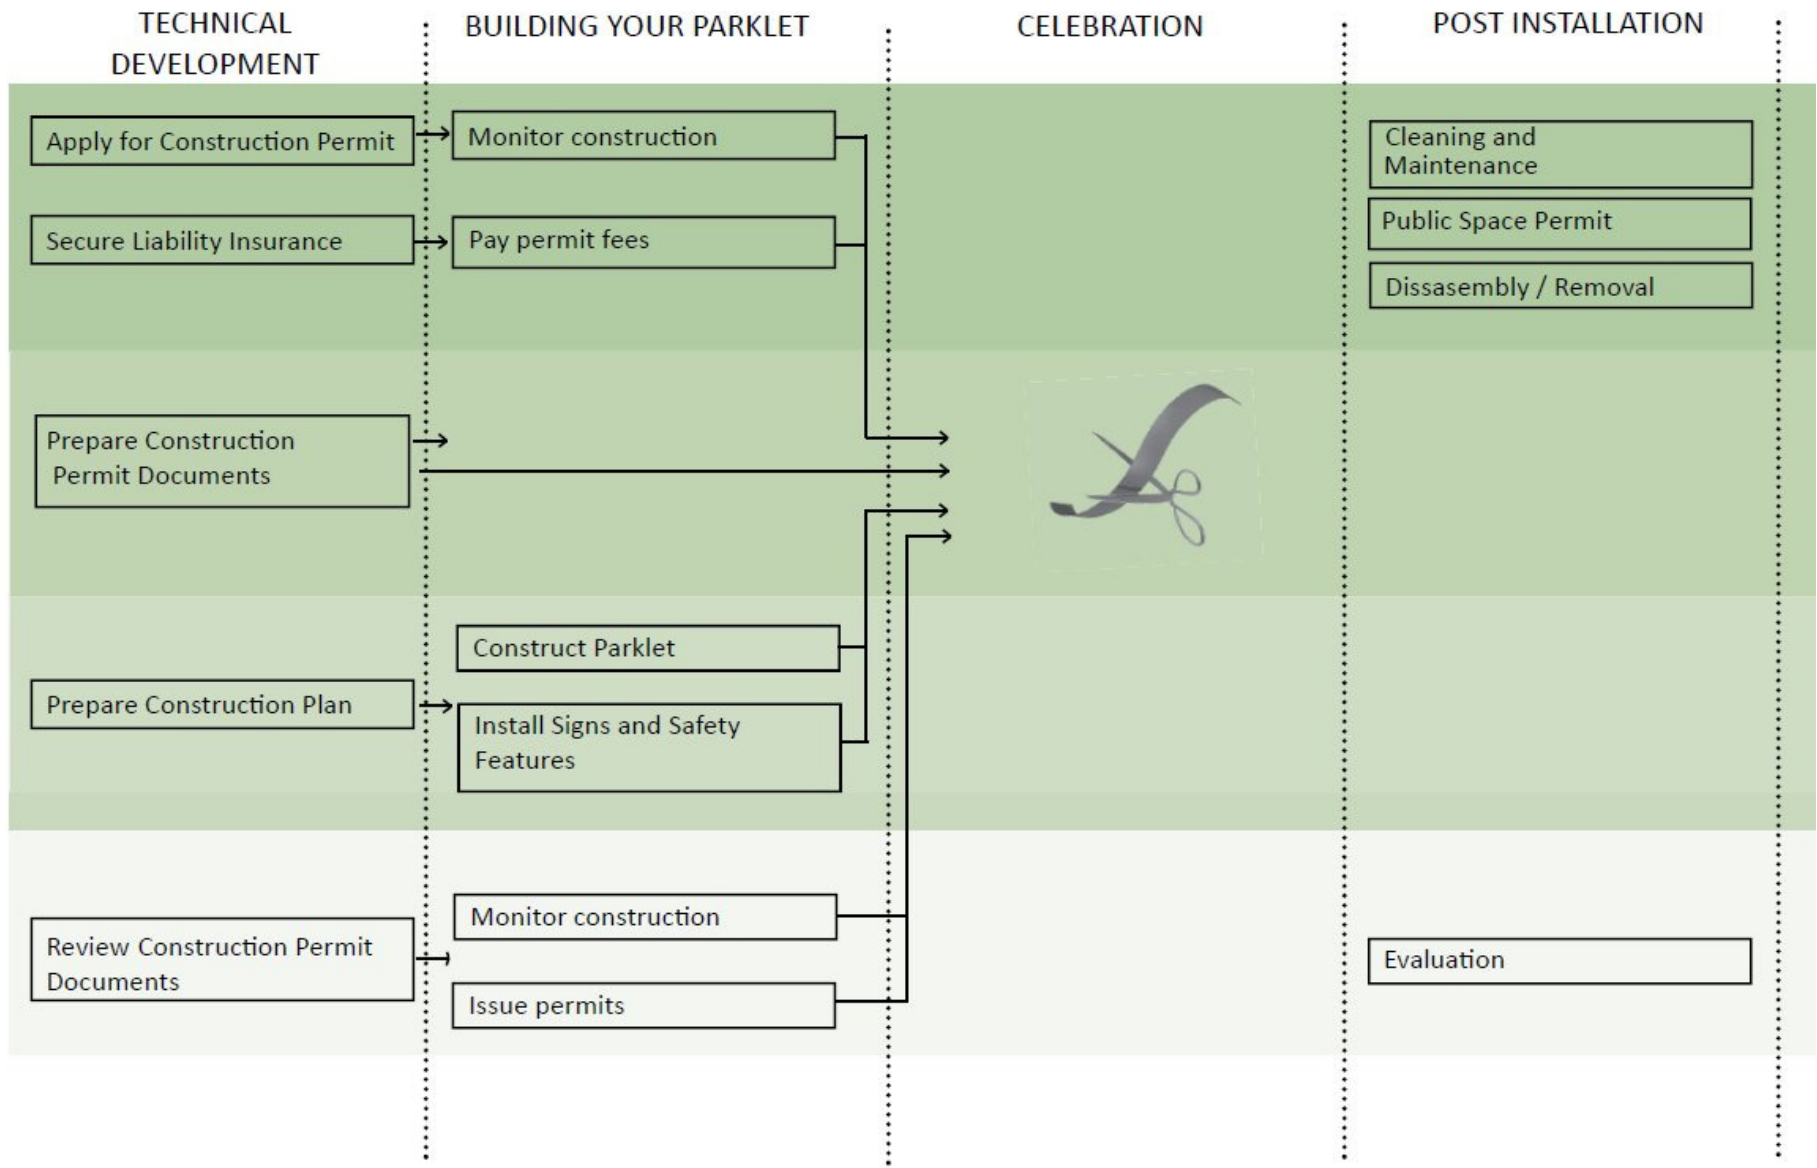 TECHNICAL
DEVELOPMENT
BUILDING YOUR PARKLET
CELEBRATION
POST INSTALLATION
Apply for Construction Permit
Monitor construction
Cleaning and
Maintenance
Secure Liability Insurance
Pay permit fees
Public Space Permit
Dissasembly / Removal
Prepare Construction
Permit Documents
Construct Parklet
Prepare Construction Plan
Install Signs and Safety
Features
Review Construction Permit
Documents
Monitor construction
Issue permits
Evaluation